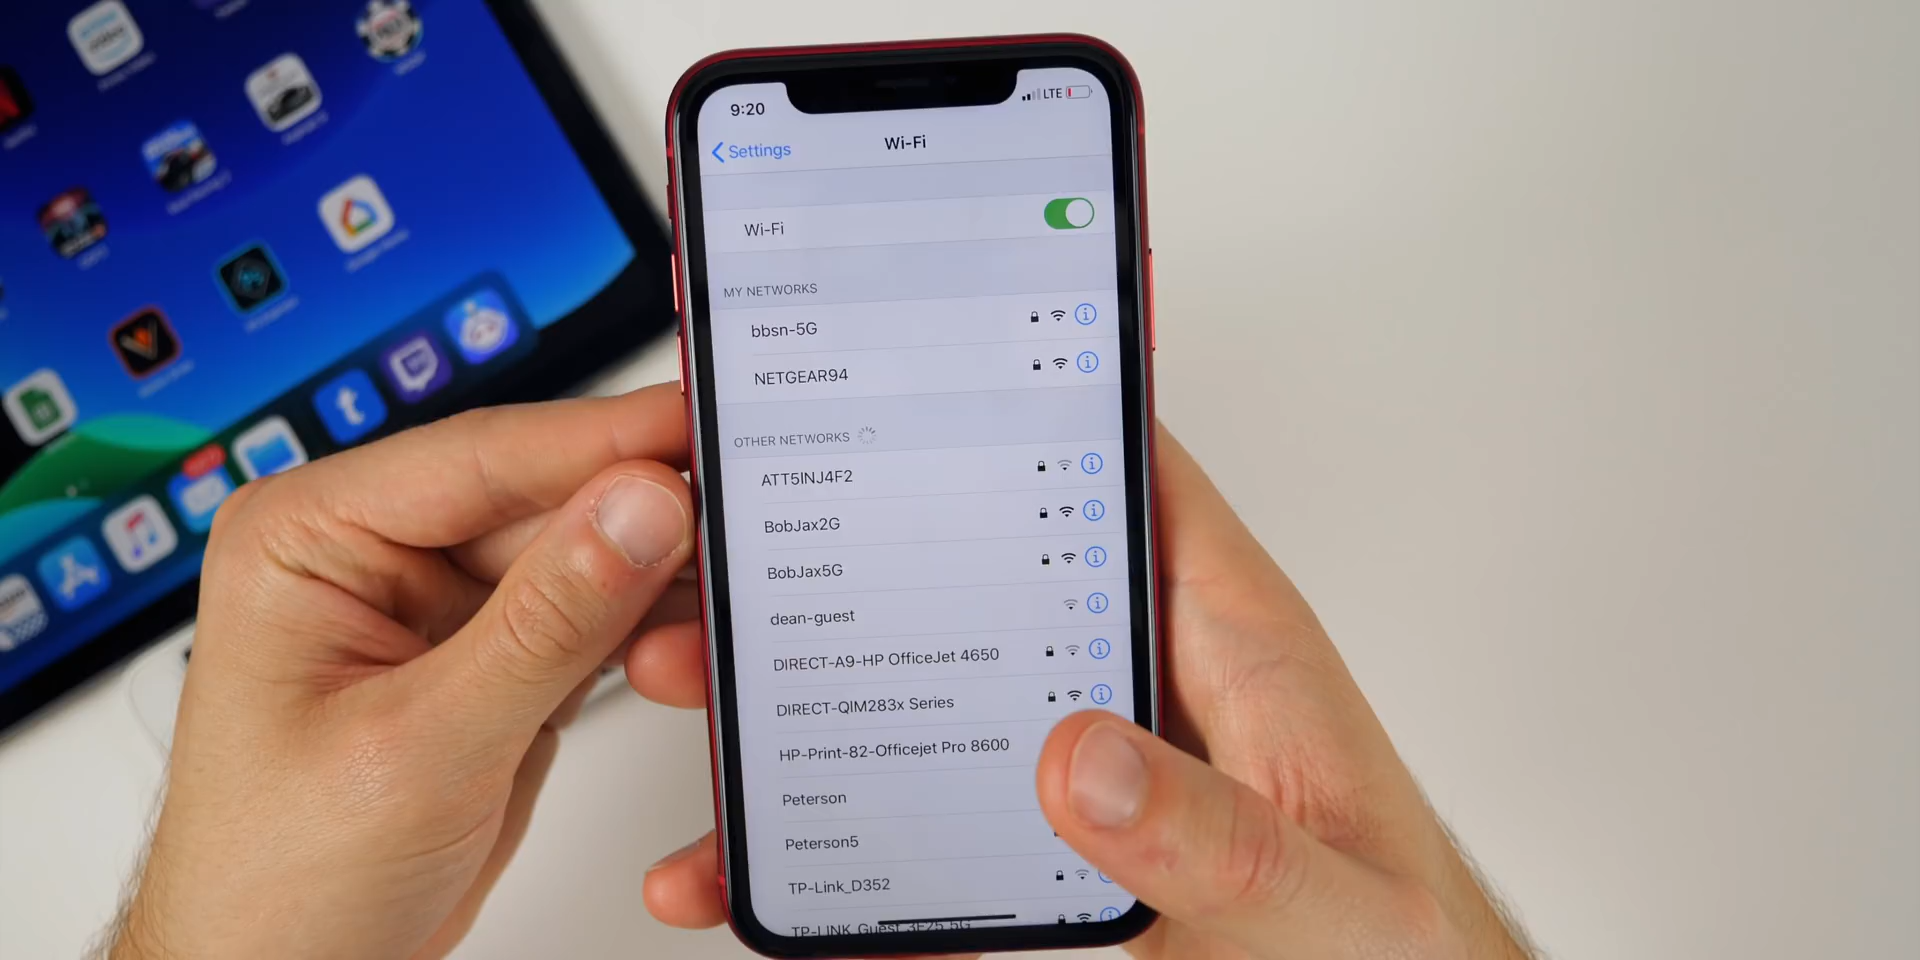 9:20
LTE
Settings
Wi-Fi
Wi-Fi
MY NETWORKS
bbsn-5G
NETGEAR94
OTHER NETWORKS
ATT5INJ4F2
BobJax2G
BobJax5G
dean-guest
DIRECT-A9-HP OfficeJet 4650
DIRECT-QIM283x Series
HP-Print-82-Officejet Pro 8600
Peterson
Peterson5
TP-Link_D352
TP-LINK_Guest_3F25_5G